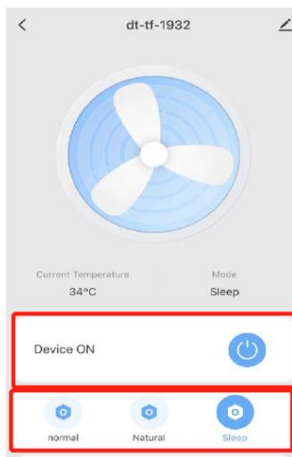 dt-tf-1932
Current Temperature Mode
34°C Sleep
Device ON
normal Natural Sleep